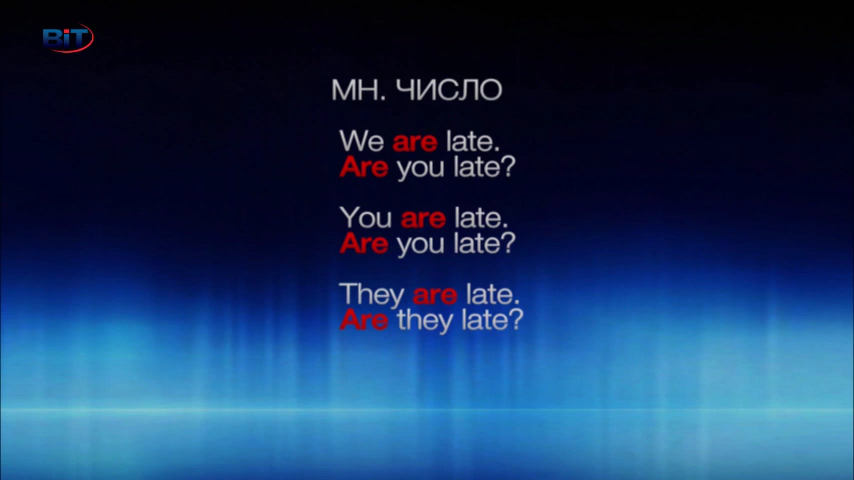 BiT
МН. ЧИСЛО
We are late.
Are you late?
You are late.
Are you late?
They are late.
Are they late?